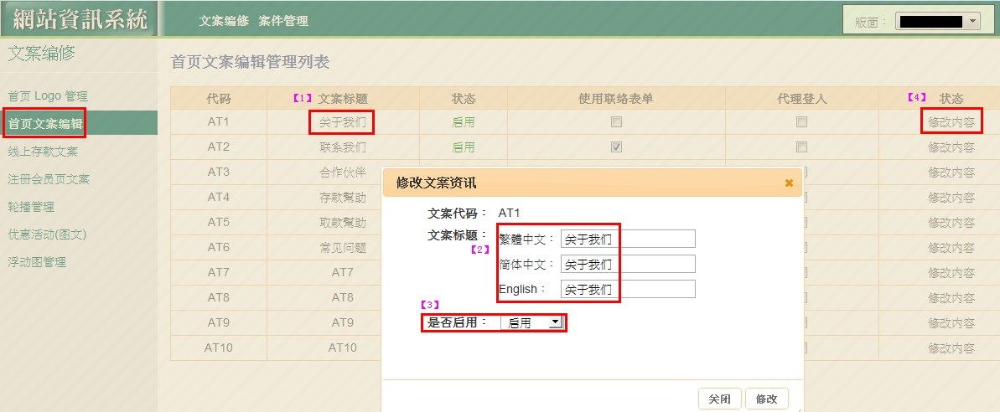 網站資訊系統
文案编修 案件管理
版面：
文案编修
首页 Logo 管理
首页文案编辑
线上存款文案
注册会员页文案
轮播管理
优惠活动(图文)
浮动图管理
首页文案编辑管理列表
代码 【1】 文案标题 状态 使用联络表单 代理登入 【4】 状态
AT1 关于我们 启用 修改内容
AT2 联系我们 启用 修改内容
AT3 合作伙伴 修改内容
AT4 存款幫助 修改内容
AT5 取款幫助 修改内容
AT6 常见问题 修改内容
AT7 AT7 修改内容
AT8 AT8 修改内容
AT9 AT9 修改内容
AT10 AT10 修改内容
修改文案资讯
文案代码： AT1
文案标题： 繁體中文： 关于我们
【2】
简体中文： 关于我们
English： 关于我们
【3】
是否启用： 启用
关闭 修改